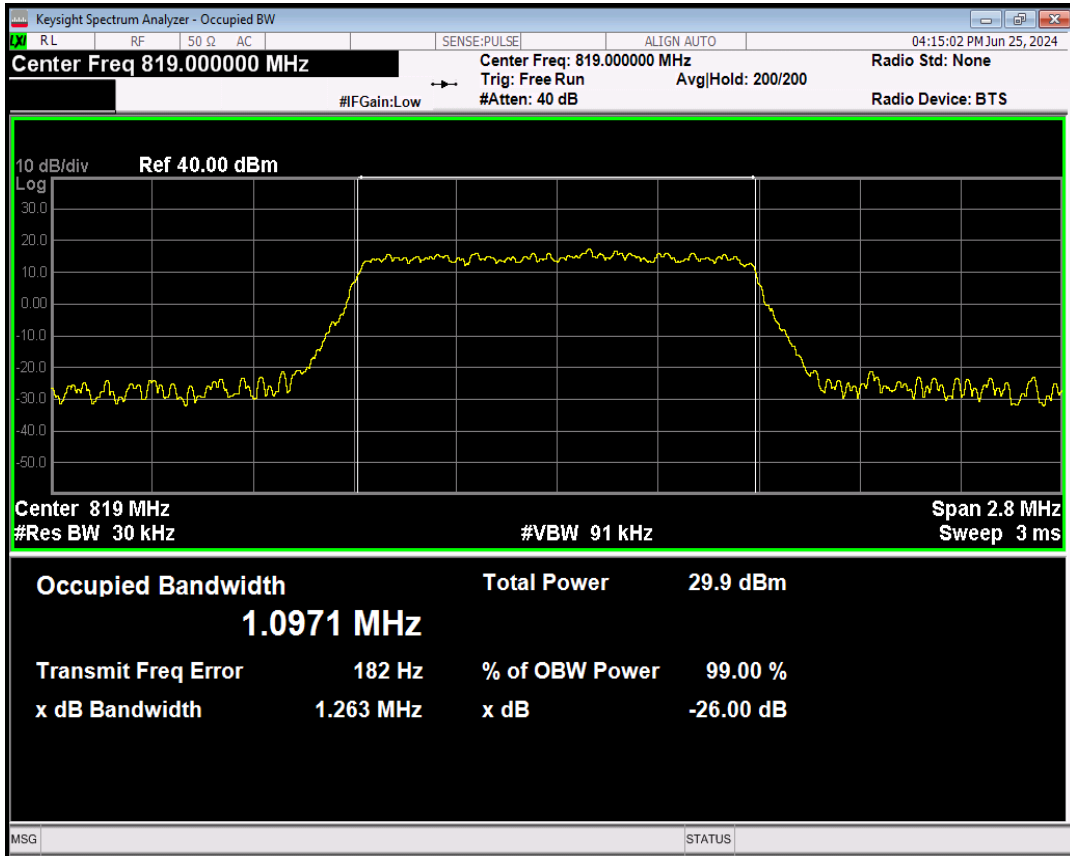 Keysight Spectrum Analyzer - Occupied BW
LXI RL RF 50 Ω AC SENSE:PULSE ALIGN AUTO 04:15:02 PM Jun 25, 2024
Center Freq 819.000000 MHz
Center Freq: 819.000000 MHz Radio Std: None
Trig: Free Run Avg|Hold: 200/200
#IFGain:Low #Atten: 40 dB Radio Device: BTS
10 dB/div Ref 40.00 dBm
Log
30.0
20.0
10.0
0.00
-10.0
-20.0
-30.0
-40.0
-50.0
Center 819 MHz Span 2.8 MHz
#Res BW 30 kHz #VBW 91 kHz Sweep 3 ms
Occupied Bandwidth Total Power 29.9 dBm
1.0971 MHz
Transmit Freq Error 182 Hz % of OBW Power 99.00 %
x dB Bandwidth 1.263 MHz x dB -26.00 dB
MSG STATUS